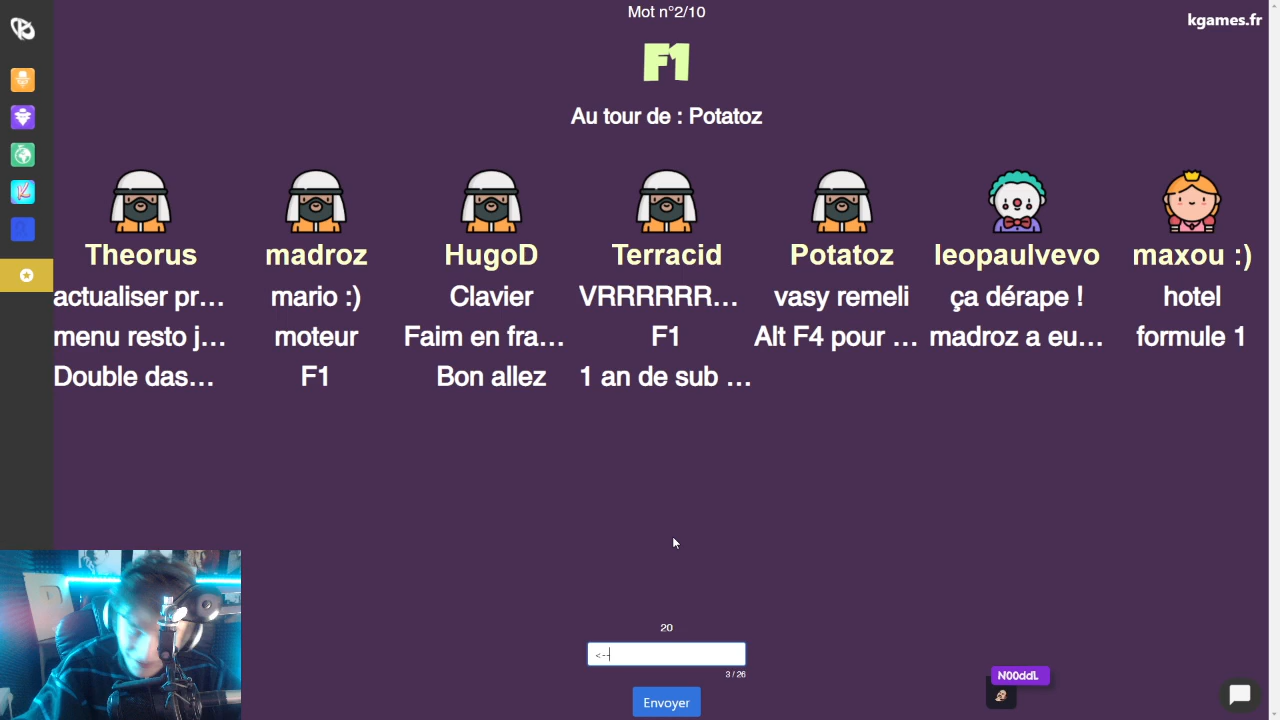 Mot n°2/10
kgames.fr
F1
Au tour de : Potatoz
Theorus madroz HugoD Terracid Potatoz leopaulvevo maxou :)
actualiser pr... mario :) Clavier VRRRRRR... vasy remeli ça dérape ! hotel
menu resto j... moteur Faim en fra... F1 Alt F4 pour ... madroz a eu... formule 1
Double das... F1 Bon allez 1 an de sub ...
20
<--
3 / 26
N00ddL
Envoyer